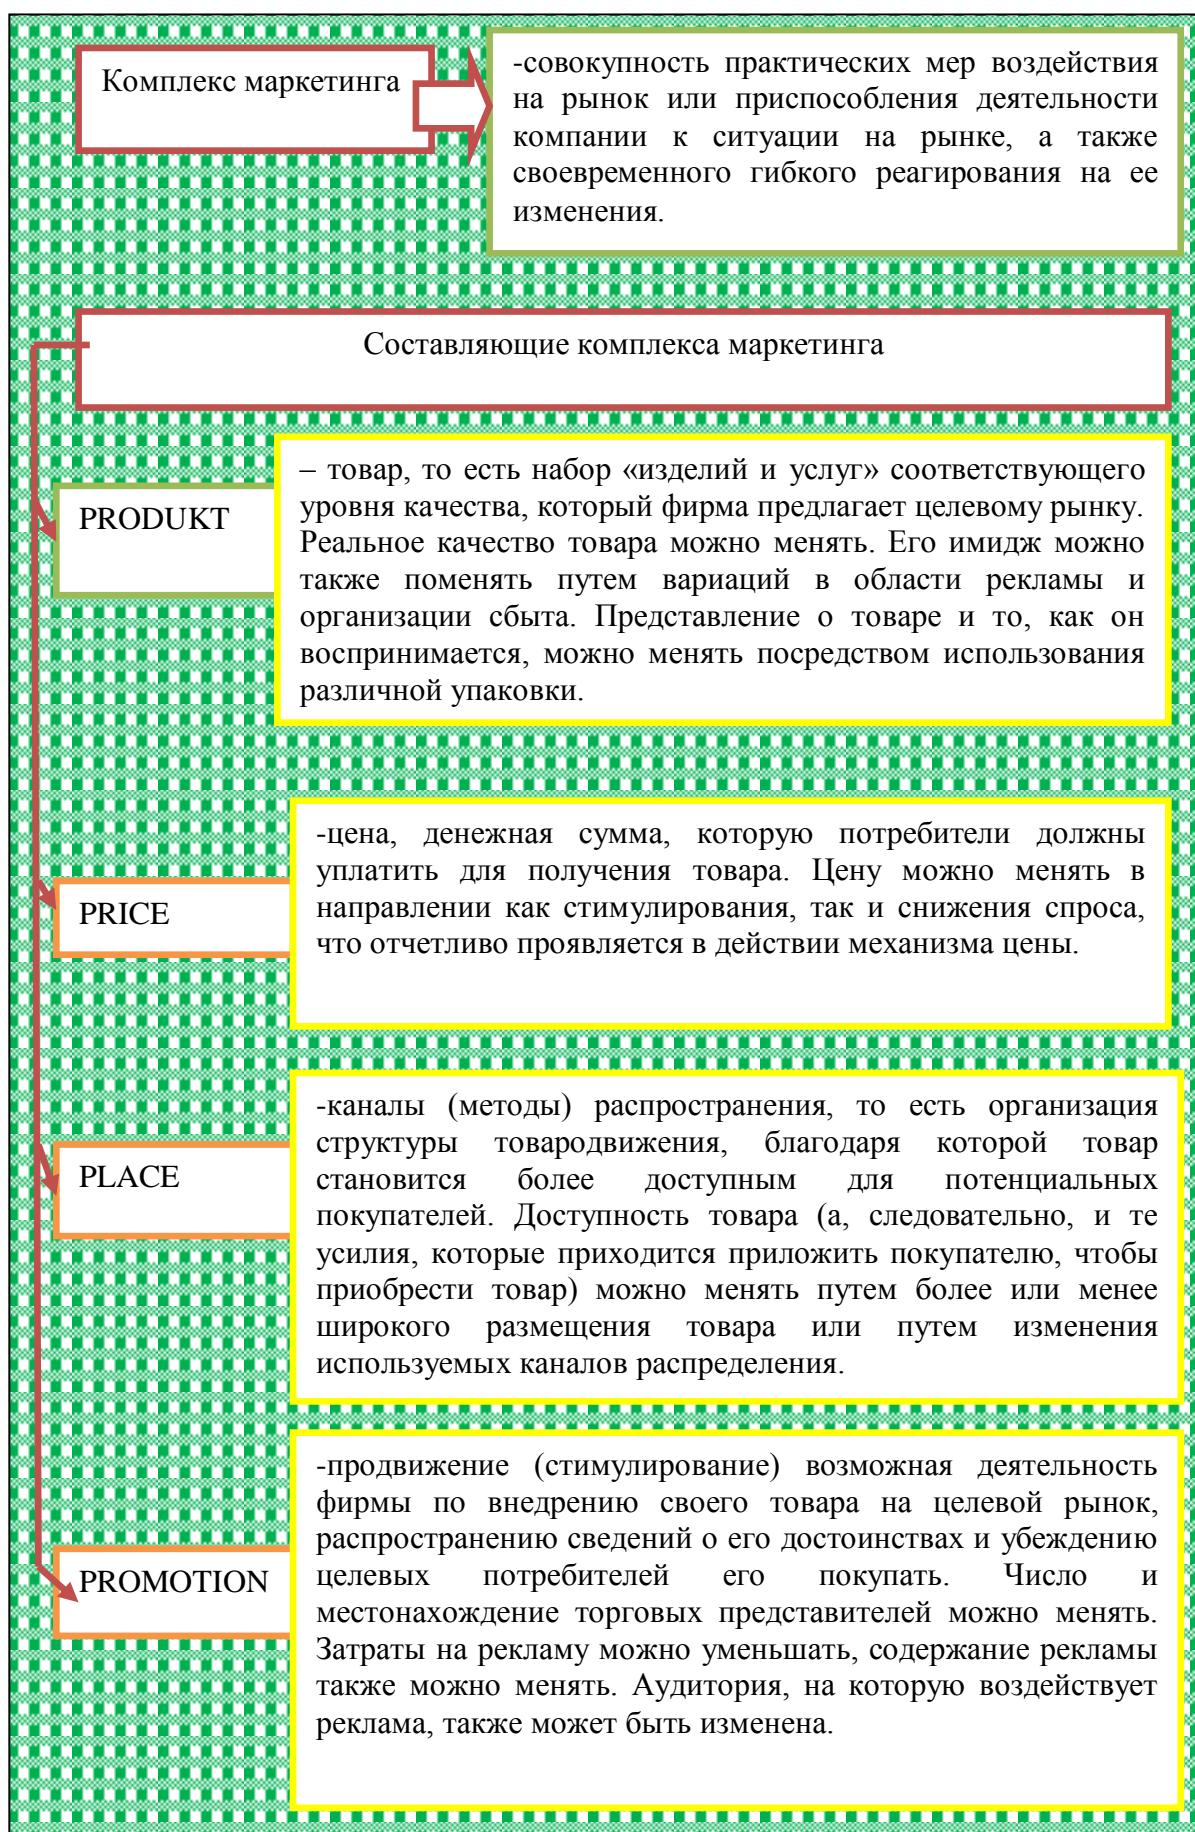 Комплекс маркетинга
-совокупность практических мер воздействия
на рынок или приспособления деятельности
компании к ситуации на рынке, а также
своевременного гибкого реагирования на ее
изменения.
Составляющие комплекса маркетинга
PRODUKT
– товар, то есть набор «изделий и услуг» соответствующего
уровня качества, который фирма предлагает целевому рынку.
Реальное качество товара можно менять. Его имидж можно
также поменять путем вариаций в области рекламы и
организации сбыта. Представление о товаре и то, как он
воспринимается, можно менять посредством использования
различной упаковки.
PRICE
-цена, денежная сумма, которую потребители должны
уплатить для получения товара. Цену можно менять в
направлении как стимулирования, так и снижения спроса,
что отчетливо проявляется в действии механизма цены.
PLACE
-каналы (методы) распространения, то есть организация
структуры товародвижения, благодаря которой товар
становится более доступным для потенциальных
покупателей. Доступность товара (а, следовательно, и те
усилия, которые приходится приложить покупателю, чтобы
приобрести товар) можно менять путем более или менее
широкого размещения товара или путем изменения
используемых каналов распределения.
PROMOTION
-продвижение (стимулирование) возможная деятельность
фирмы по внедрению своего товара на целевой рынок,
распространению сведений о его достоинствах и убеждению
целевых потребителей его покупать. Число и
местонахождение торговых представителей можно менять.
Затраты на рекламу можно уменьшать, содержание рекламы
также можно менять. Аудитория, на которую воздействует
реклама, также может быть изменена.